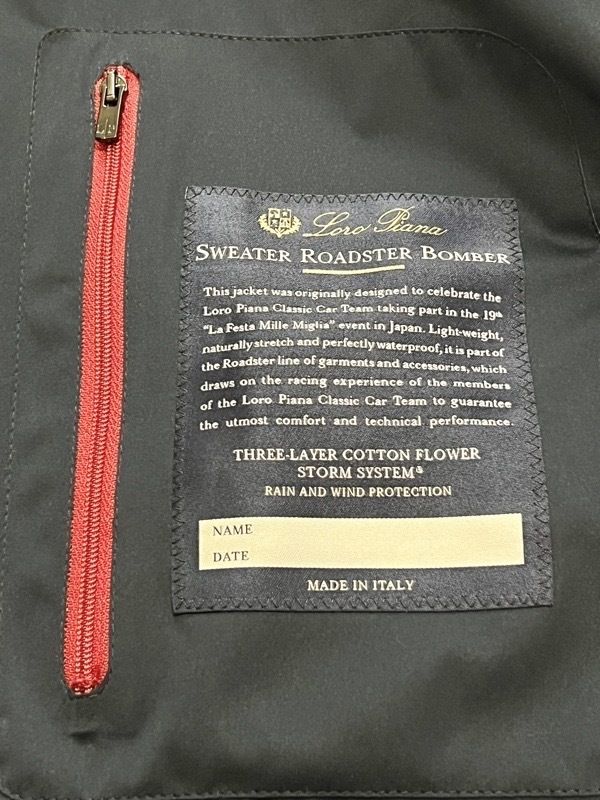 Loro Piana
SWEATER ROADSTER BOMBER
This jacket was originally designed to celebrate the
Loro Piana Classic Car Team taking part in the 19th
"La Festa Mille Miglia" event in Japan. Light-weight,
naturally stretch and perfectly waterproof, it is part of
the Roadster line of garments and accessories, which
draws on the racing experience of the members
of the Loro Piana Classic Car Team to guarantee
the utmost comfort and technical performance.
THREE-LAYER COTTON FLOWER
STORM SYSTEM®
RAIN AND WIND PROTECTION
NAME
DATE
MADE IN ITALY